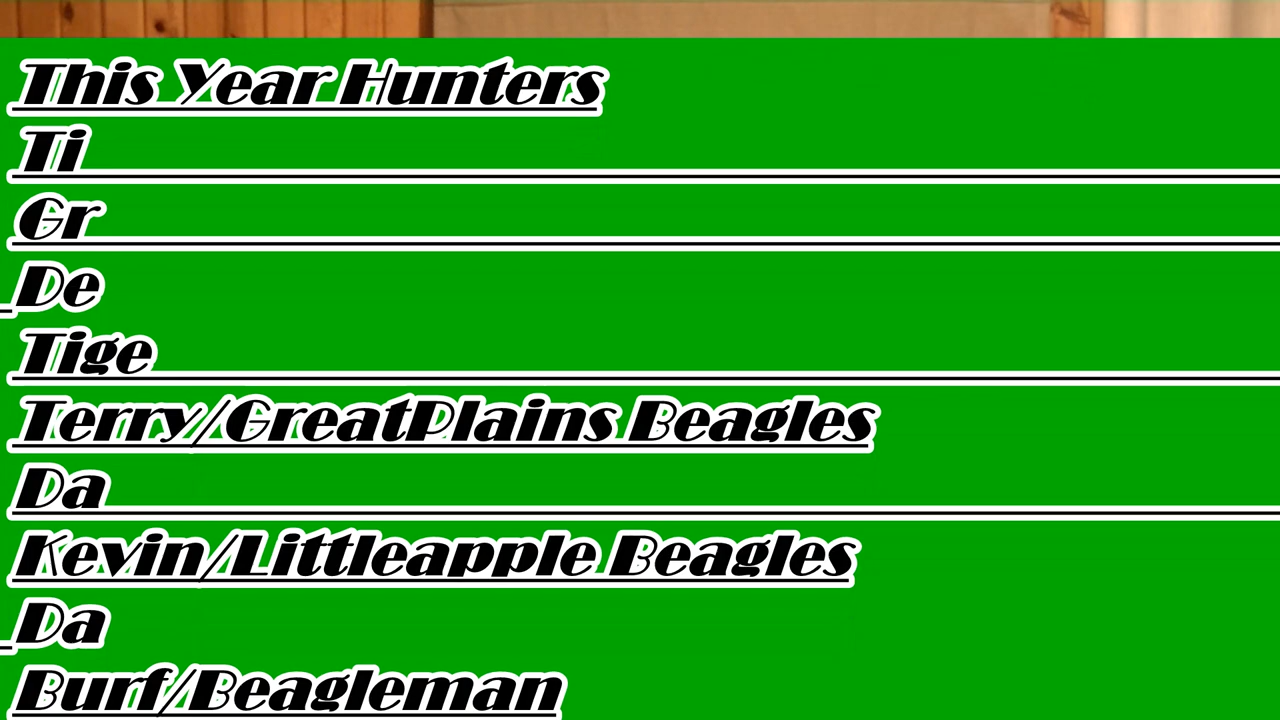 This Year Hunters
Ti
Gr
De
Tige
Terry/GreatPlains Beagles
Da
Kevin/Littleapple Beagles
Da
Burf/Beagleman